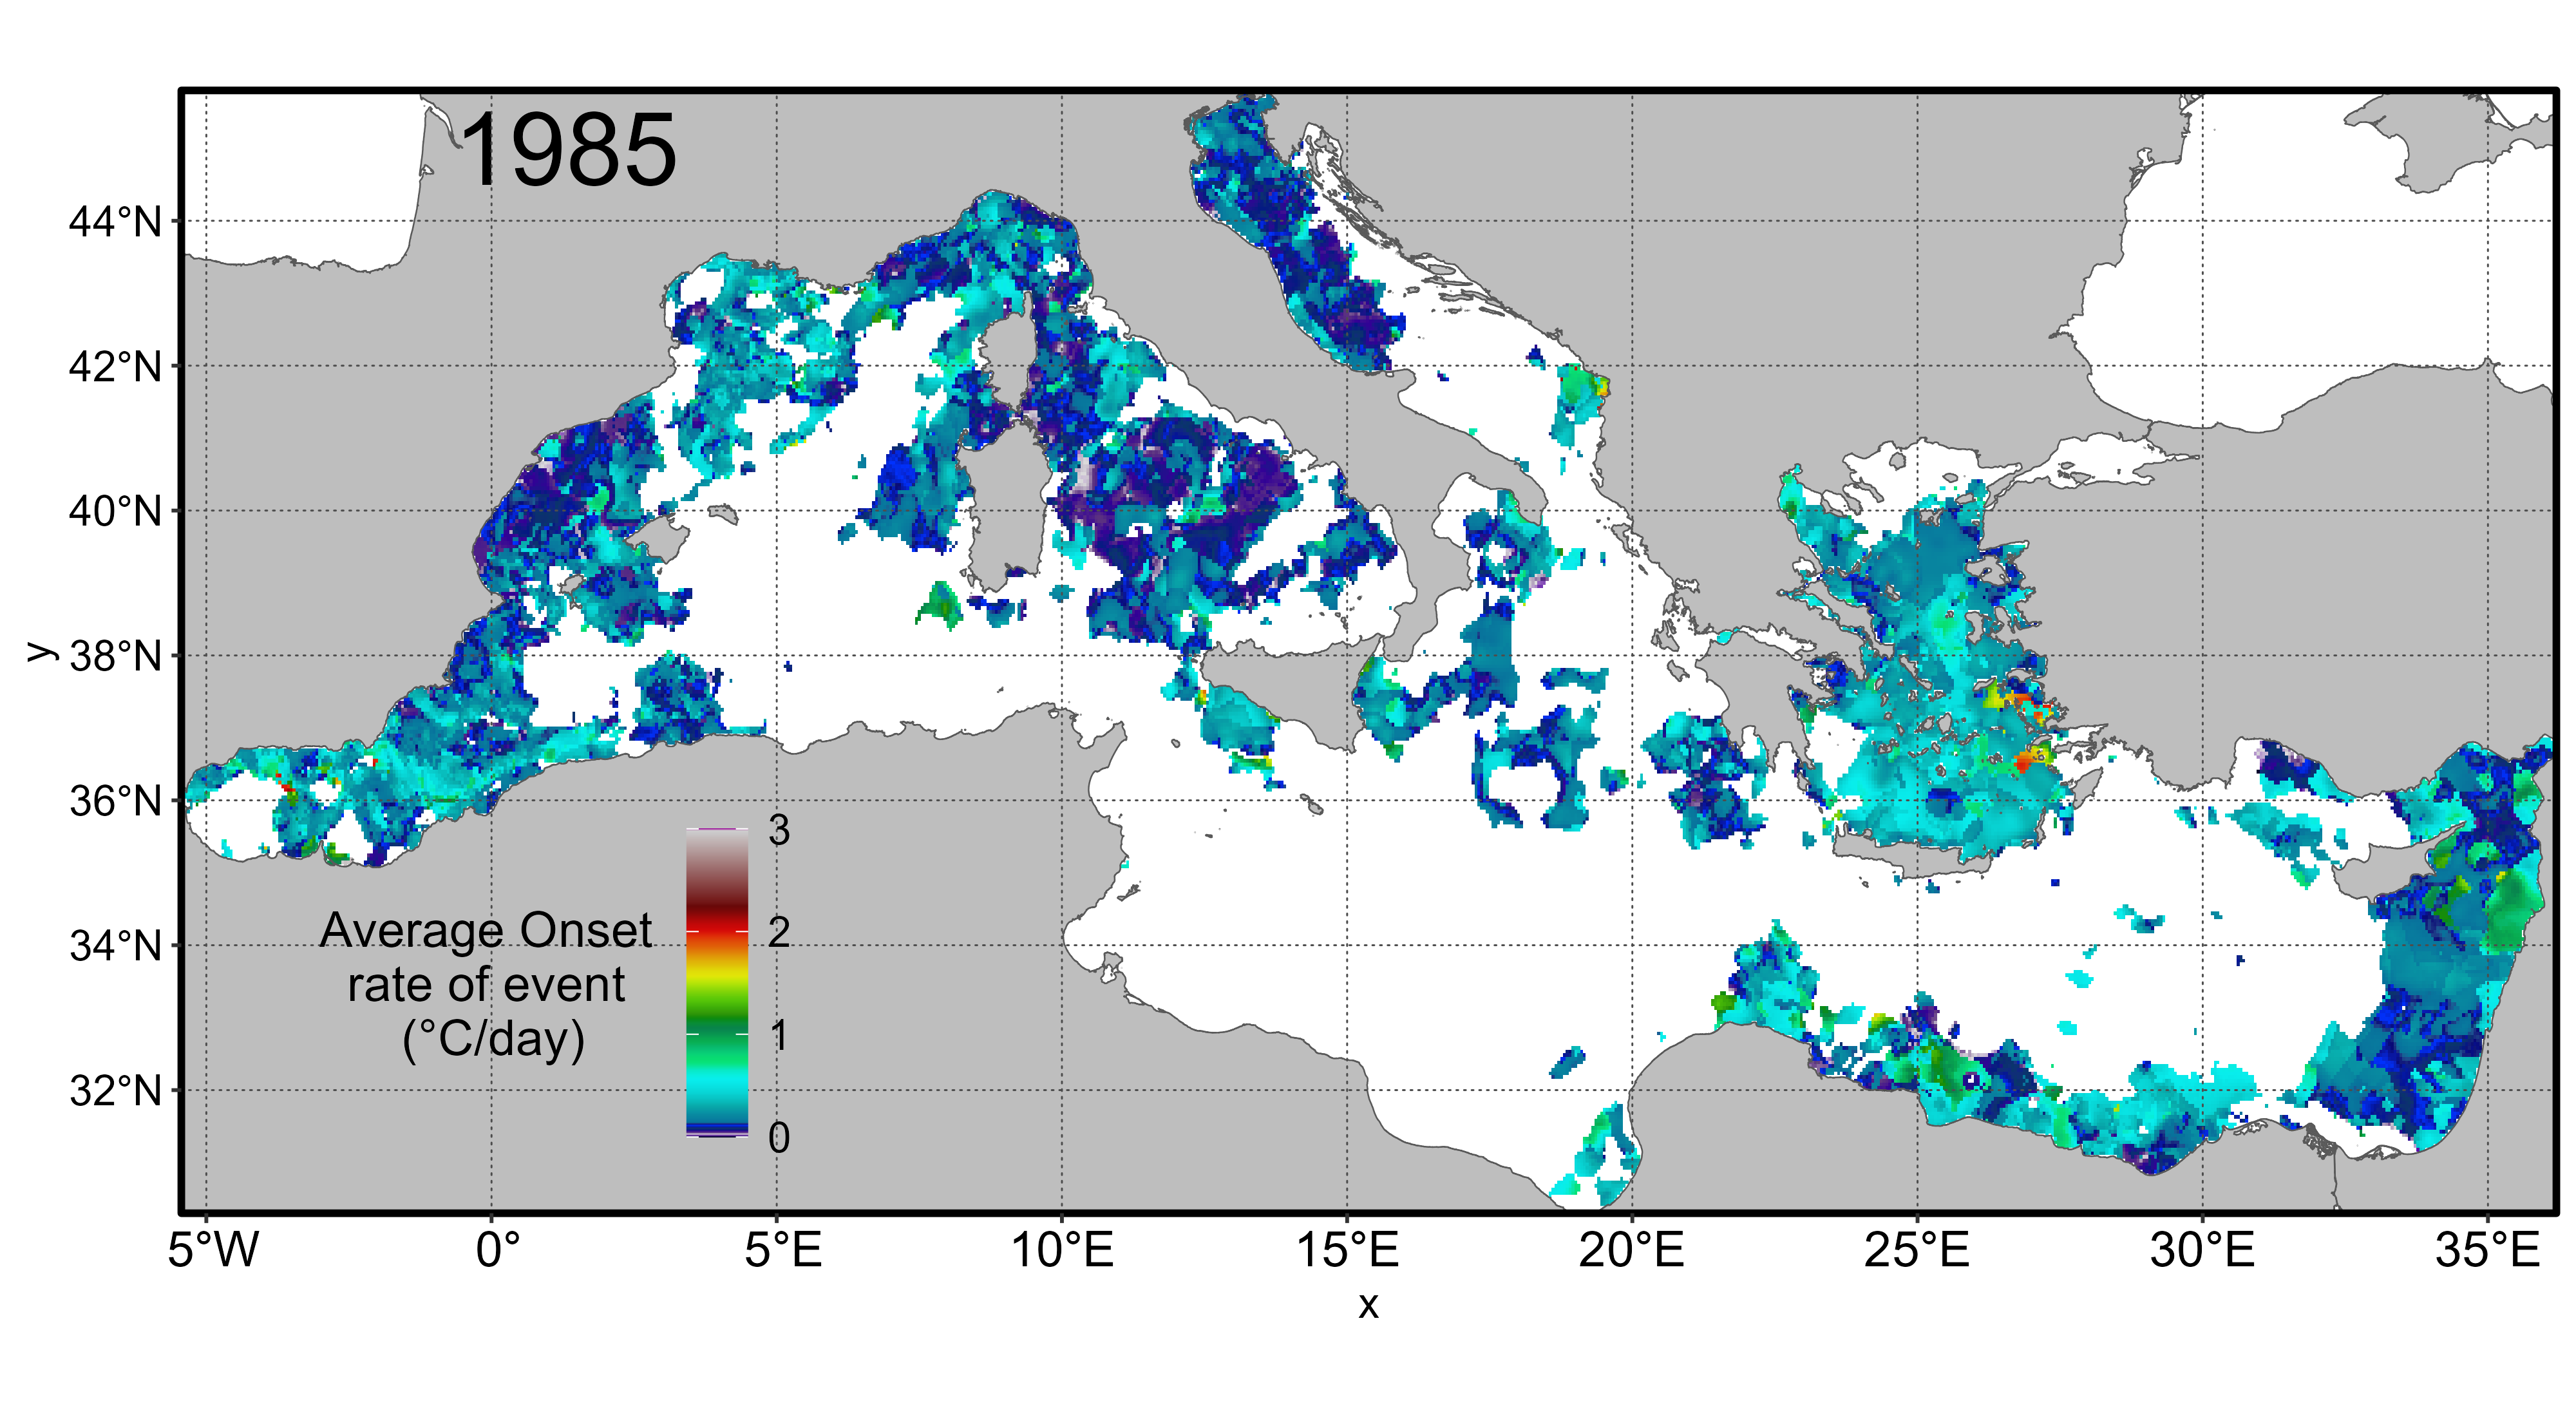 1985
44°N
42°N
40°N
38°N
36°N
34°N
32°N
y
3
2
1
0
Average Onset
rate of event
(°C/day)
5°W 0° 5°E 10°E 15°E 20°E 25°E 30°E 35°E
x